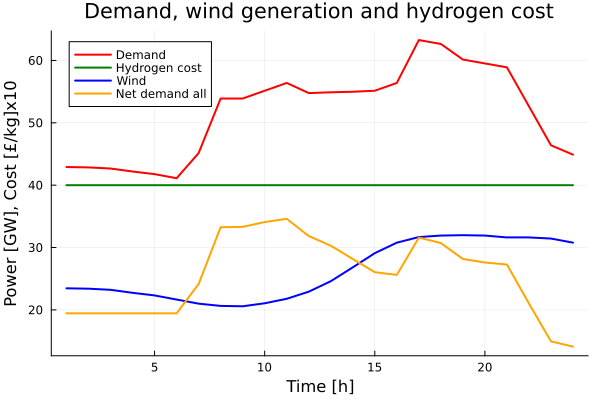 Demand, wind generation and hydrogen cost
Power [GW], Cost [£/kg]x10
60
50
40
30
20
Demand
Hydrogen cost
Wind
Net demand all
5
10
15
20
Time [h]